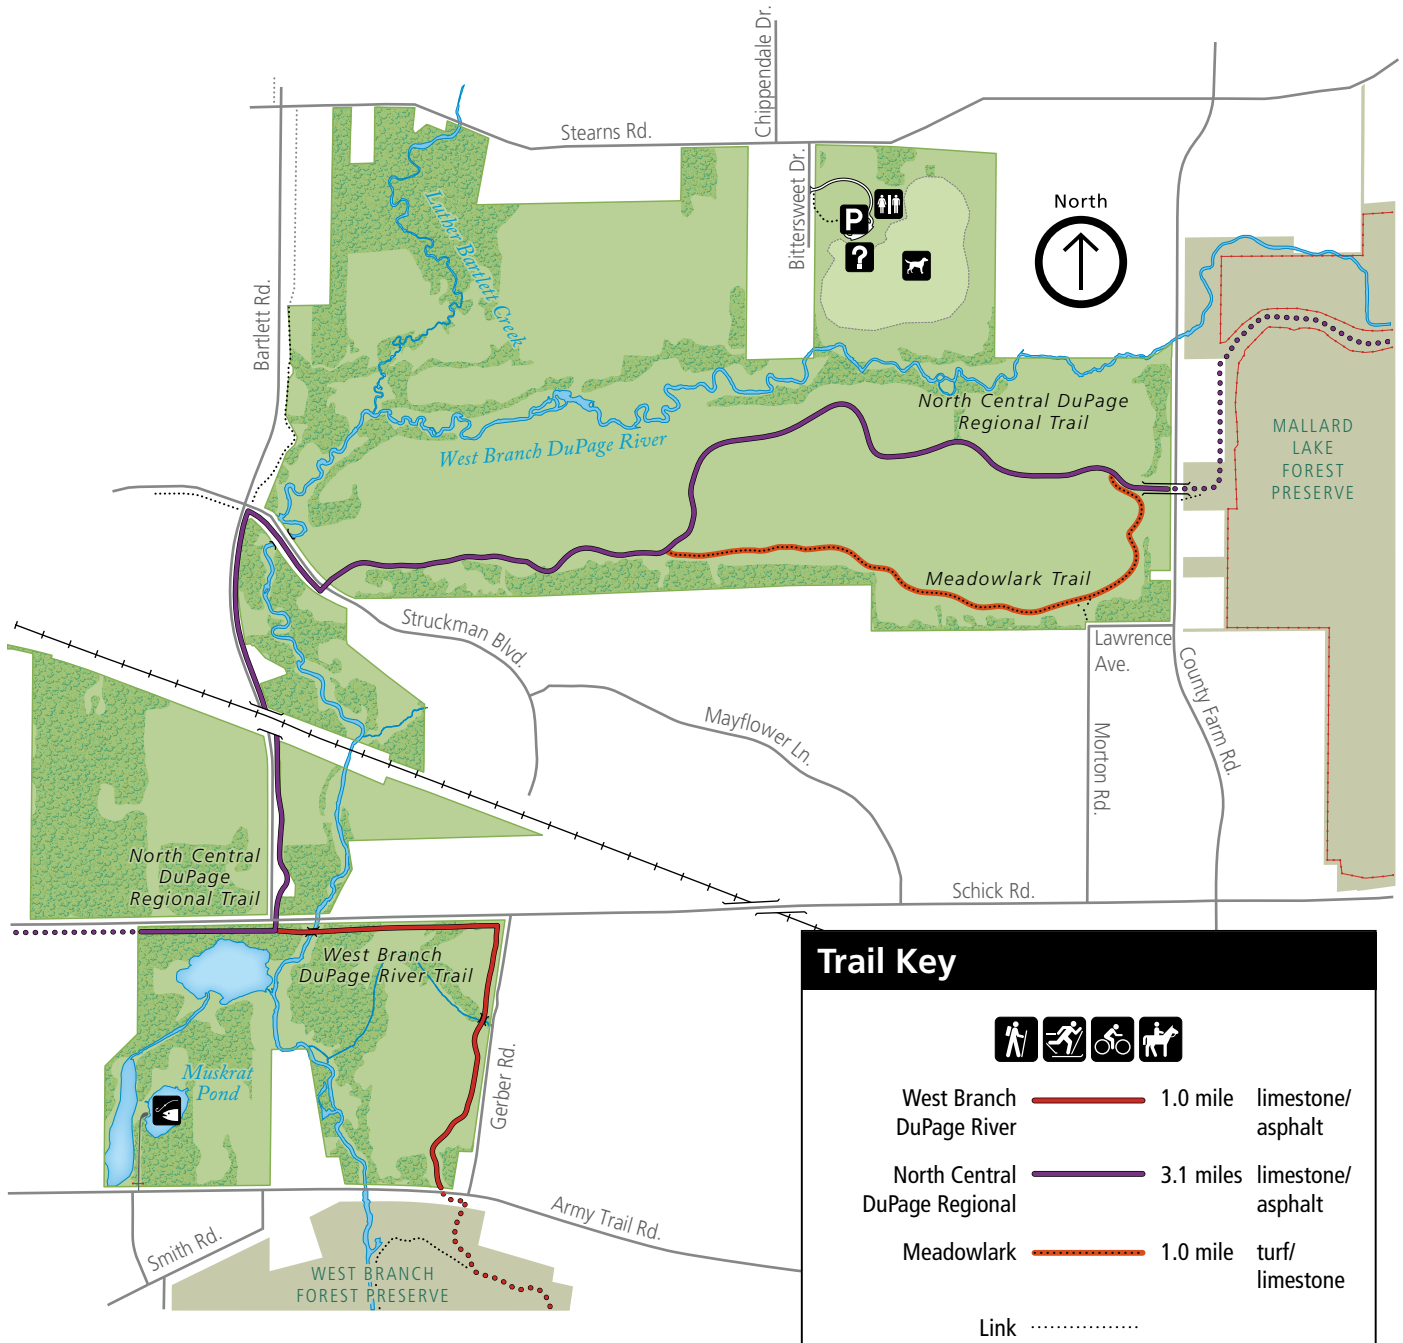 Chippendale Dr.
Stearns Rd.
Bittersweet Dr.
P
?
North
Luther Bartlett Creek
Bartlett Rd.
North Central DuPage
Regional Trail
West Branch DuPage River
MALLARD
LAKE
FOREST
PRESERVE
Meadowlark Trail
Struckman Blvd.
Lawrence
Ave.
County Farm Rd.
Mayflower Ln.
Morton Rd.
North Central
DuPage
Regional Trail
Schick Rd.
West Branch
DuPage River Trail
Muskrat
Pond
Gerber Rd.
Army Trail Rd.
Smith Rd.
WEST BRANCH
FOREST PRESERVE
Trail Key
West Branch 1.0 mile limestone/
DuPage River asphalt
North Central 3.1 miles limestone/
DuPage Regional asphalt
Meadowlark 1.0 mile turf/
limestone
Link